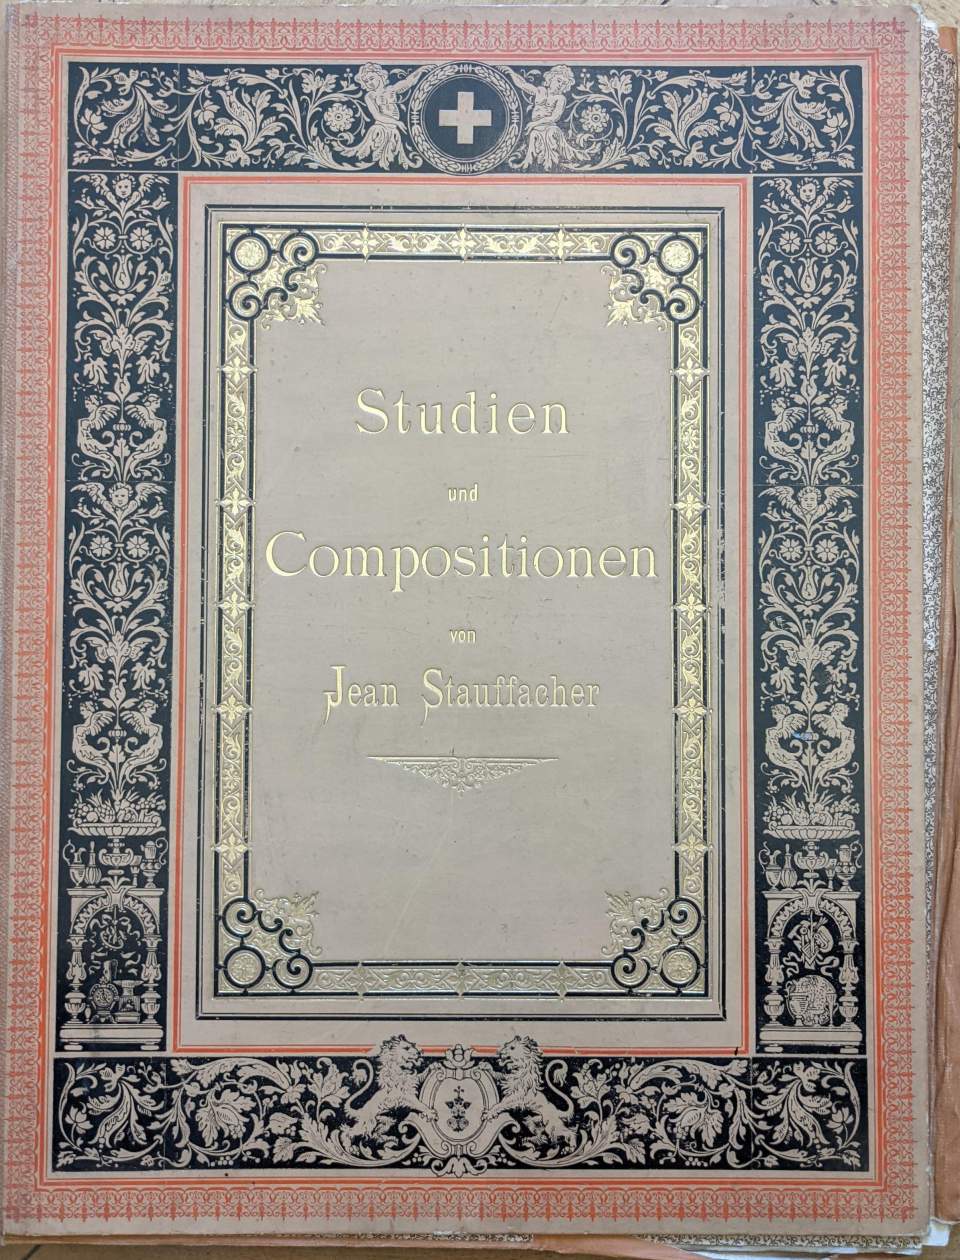 Studien
und
Compositionen
von
Jean Stauffacher